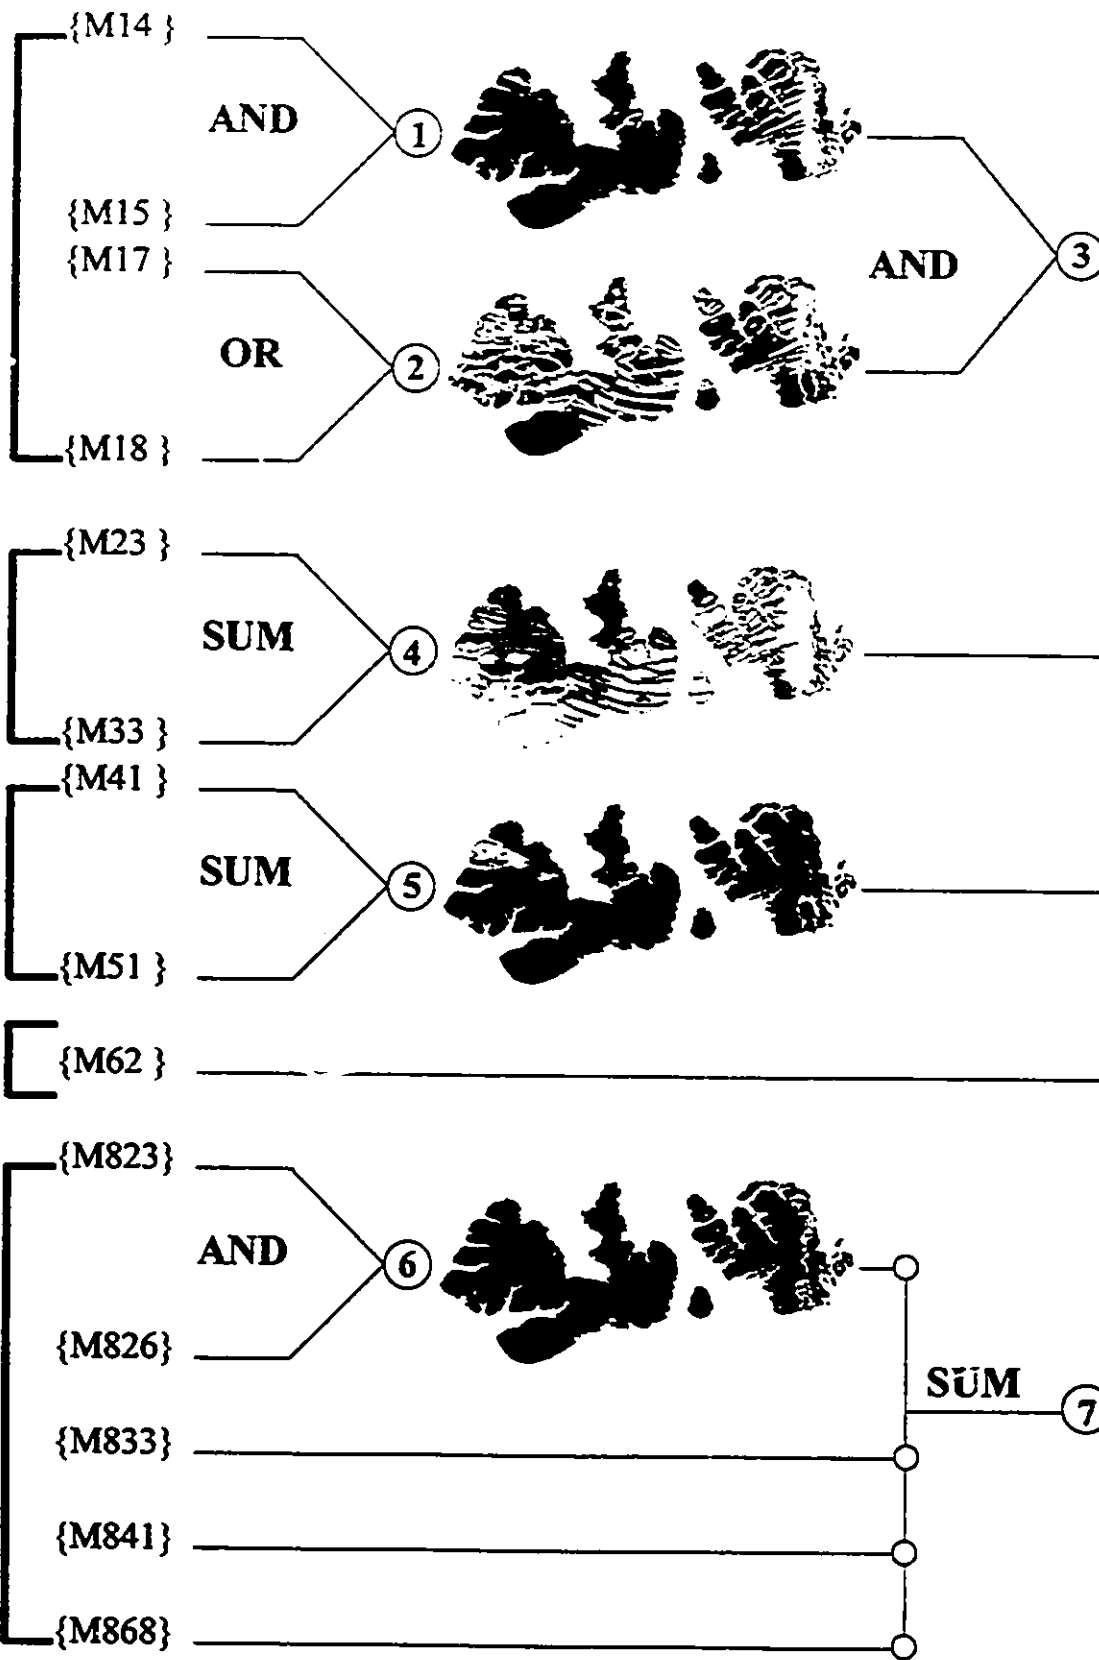 {M14 }
AND
1
{M15 }
{M17 }
AND
3
OR
2
{M18 }
{M23 }
SUM
4
{M33 }
{M41 }
SUM
5
{M51 }
{M62 }
{M823}
AND
6
{M826}
SUM
7
{M833}
{M841}
{M868}